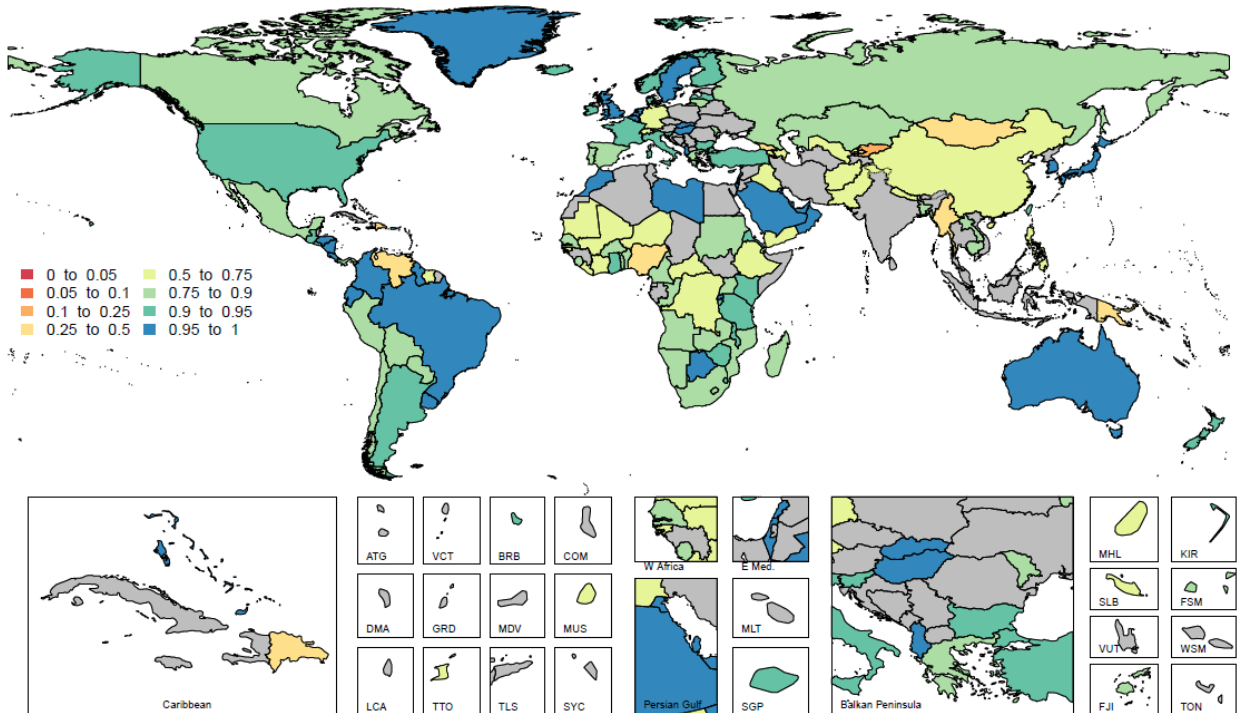 0 to 0.05
0.05 to 0.1
0.1 to 0.25
0.25 to 0.5
0.5 to 0.75
0.75 to 0.9
0.9 to 0.95
0.95 to 1
Caribbean
ATG
VCT
BRB
COM
DMA
GRD
MDV
MUS
LCA
TTO
TLS
SYC
W Africa
E Med.
Persian Gulf
MLT
SGP
Balkan Peninsula
MHL
KIR
SLB
FSM
VUT
WSM
FJI
TON